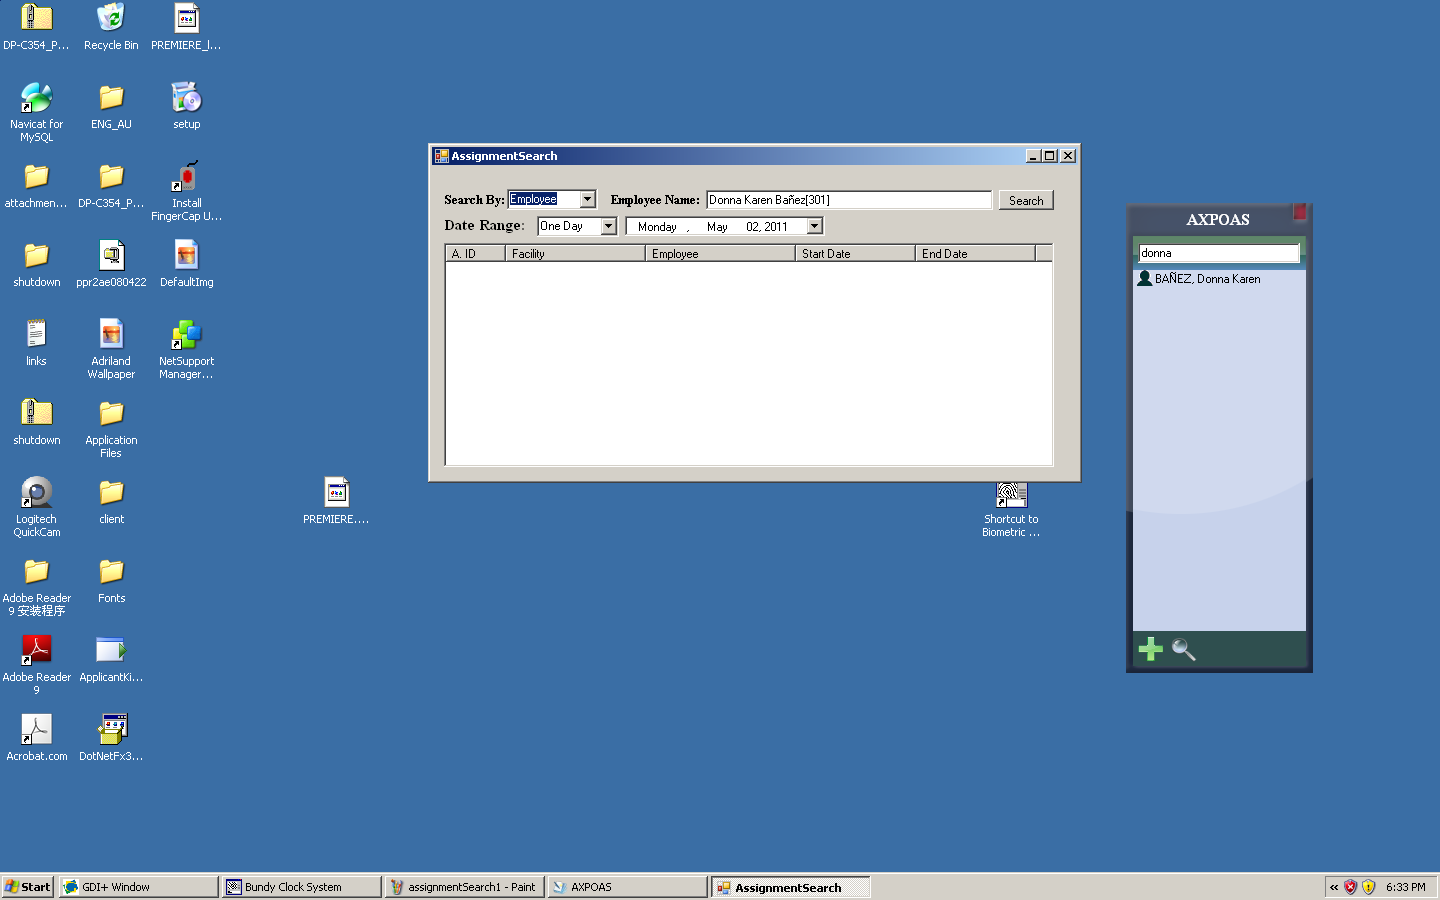 DP-C354_P...
Recycle Bin
PREMIERE_l...
Navicat for
MySQL
ENG_AU
setup
attachmen...
DP-C354_P...
Install
FingerCap U...
shutdown
ppr2ae080422
DefaultImg
links
Adriland
Wallpaper
NetSupport
Manager...
shutdown
Application
Files
Logitech
QuickCam
client
PREMIERE....
Adobe Reader
9 安装程序
Fonts
Adobe Reader
9
ApplicantKi...
Acrobat.com
DotNetFx3...
AssignmentSearch
Search By: Employee Employee Name: Donna Karen Bañez[301] Search
Date Range: One Day Monday , May 02, 2011
A. ID Facility Employee Start Date End Date
Shortcut to
Biometric ...
AXPOAS
donna
BAÑEZ, Donna Karen
Start GDI+ Window Bundy Clock System assignmentSearch1 - Paint AXPOAS AssignmentSearch « 6:33 PM